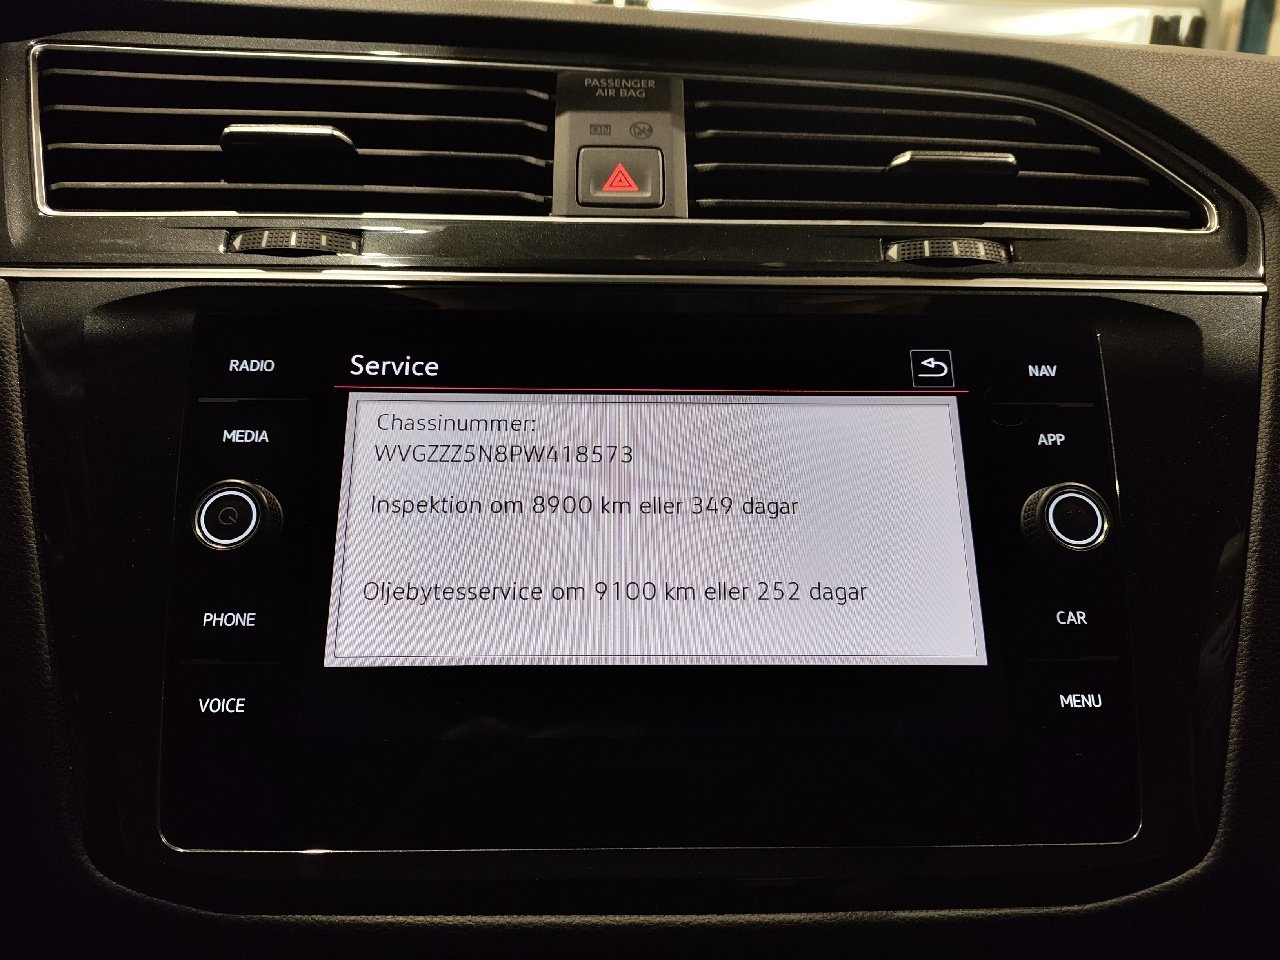 PASSENGER
AIR BAG
ON
RADIO
Service
NAV
MEDIA
APP
Chassinummer:
WVGZZZ5N8PW418573
Inspektion om 8900 km eller 349 dagar
Oljebytesservice om 9100 km eller 252 dagar
PHONE
CAR
VOICE
MENU